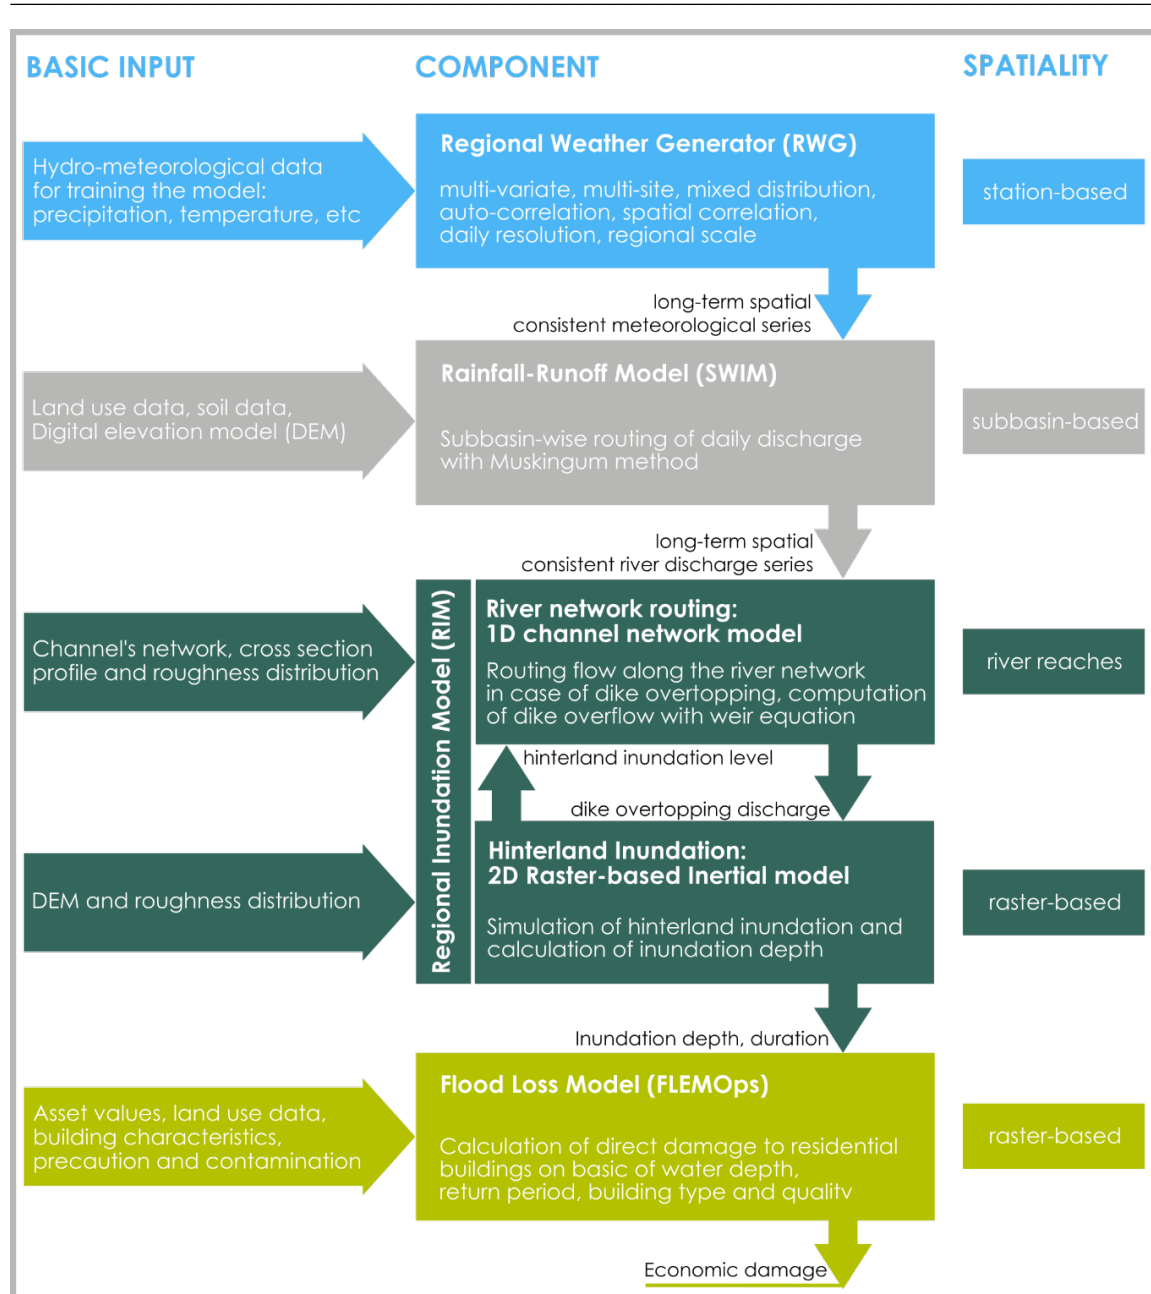 BASIC INPUT
COMPONENT
SPATIALITY
Hydro-meteorological data
for training the model:
precipitation, temperature, etc
Regional Weather Generator (RWG)
multi-variate, multi-site, mixed distribution,
auto-correlation, spatial correlation,
daily resolution, regional scale
station-based
long-term spatial
consistent meteorological series
Land use data, soil data,
Digital elevation model (DEM)
Rainfall-Runoff Model (SWIM)
Subbasin-wise routing of daily discharge
with Muskingum method
subbasin-based
long-term spatial
consistent river discharge series
Regional Inundation Model (RIM)
Channel's network, cross section
profile and roughness distribution
River network routing:
1D channel network model
Routing flow along the river network
in case of dike overtopping, computation
of dike overflow with weir equation
river reaches
hinterland inundation level
dike overtopping discharge
DEM and roughness distribution
Hinterland Inundation:
2D Raster-based Inertial model
Simulation of hinterland inundation and
calculation of inundation depth
raster-based
Inundation depth, duration
Asset values, land use data,
building characteristics,
precaution and contamination
Flood Loss Model (FLEMOps)
Calculation of direct damage to residential
buildings on basic of water depth,
return period, building type and quality
raster-based
Economic damage